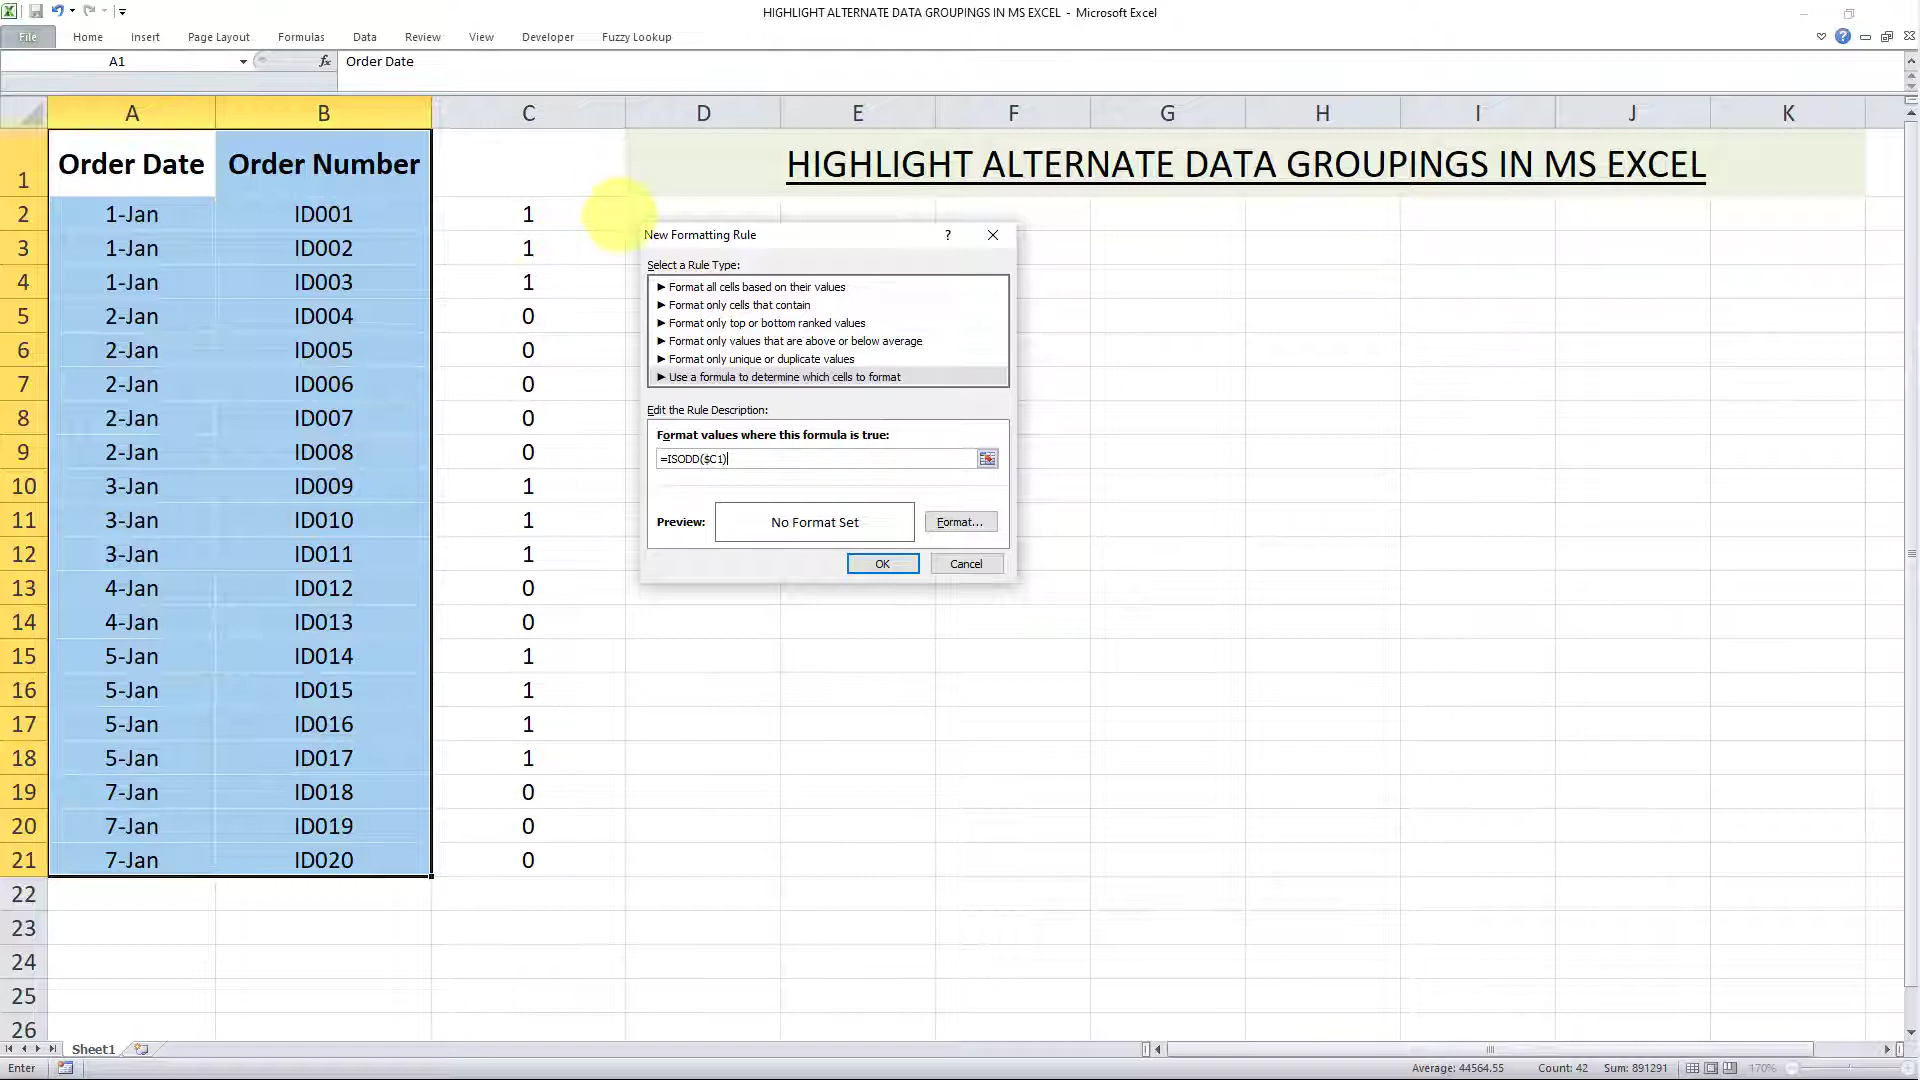 HIGHLIGHT ALTERNATE DATA GROUPINGS IN MS EXCEL - Microsoft Excel
File Home Insert Page Layout Formulas Data Review View Developer Fuzzy Lookup
A1 fx Order Date
A B C D E F G H I J K
1 Order Date Order Number HIGHLIGHT ALTERNATE DATA GROUPINGS IN MS EXCEL
2 1-Jan ID001 1
3 1-Jan ID002 1
4 1-Jan ID003 1
5 2-Jan ID004 0
6 2-Jan ID005 0
7 2-Jan ID006 0
8 2-Jan ID007 0
9 2-Jan ID008 0
10 3-Jan ID009 1
11 3-Jan ID010 1
12 3-Jan ID011 1
13 4-Jan ID012 0
14 4-Jan ID013 0
15 5-Jan ID014 1
16 5-Jan ID015 1
17 5-Jan ID016 1
18 5-Jan ID017 1
19 7-Jan ID018 0
20 7-Jan ID019 0
21 7-Jan ID020 0
22
23
24
25
26
New Formatting Rule ?
Select a Rule Type:
► Format all cells based on their values
► Format only cells that contain
► Format only top or bottom ranked values
► Format only values that are above or below average
► Format only unique or duplicate values
► Use a formula to determine which cells to format
Edit the Rule Description:
Format values where this formula is true:
=ISODD($C1)
Preview: No Format Set Format...
OK Cancel
Sheet1
Enter Average: 44564.55 Count: 42 Sum: 891291 170%